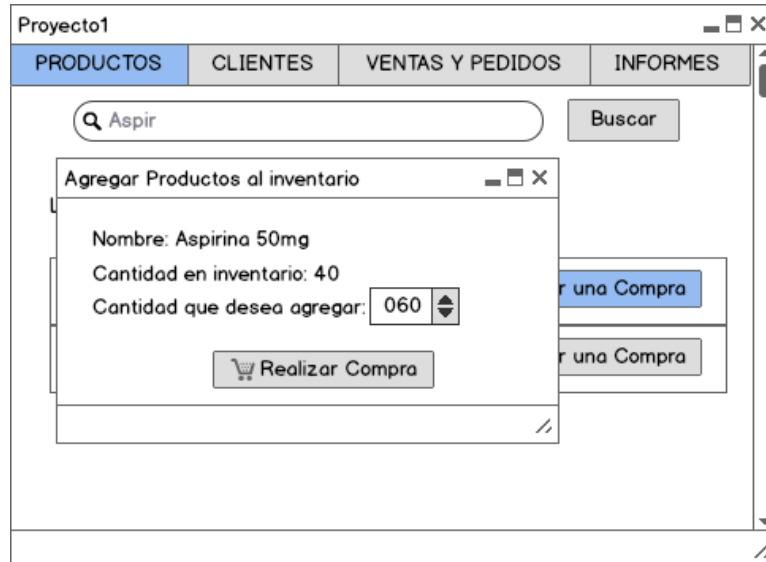 Proyecto1
PRODUCTOS CLIENTES VENTAS Y PEDIDOS INFORMES
Aspir Buscar
Agregar Productos al inventario
Nombre: Aspirina 50mg
Cantidad en inventario: 40
una Compra
Cantidad que desea agregar: 060
una Compra
Realizar Compra